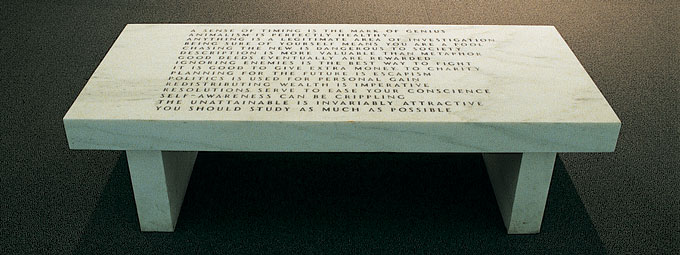 A SENSE OF TIMING IS THE MARK OF GENIUS
ANIMALISM IS PERFECTLY HEALTHY
ANYTHING IS A LEGITIMATE AREA OF INVESTIGATION
BEING SURE OF YOURSELF MEANS YOU ARE A FOOL
CHASING THE NEW IS DANGEROUS TO SOCIETY
DESCRIPTION IS MORE VALUABLE THAN METAPHOR
GOOD DEEDS EVENTUALLY ARE REWARDED
IGNORING ENEMIES IS THE BEST WAY TO FIGHT
IT IS GOOD TO GIVE EXTRA MONEY TO CHARITY
PLANNING FOR THE FUTURE IS ESCAPISM
POLITICS IS USED FOR PERSONAL GAIN
REDISTRIBUTING WEALTH IS IMPERATIVE
RESOLUTIONS SERVE TO EASE YOUR CONSCIENCE
SELF-AWARENESS CAN BE CRIPPLING
THE UNATTAINABLE IS INVARIABLY ATTRACTIVE
YOU SHOULD STUDY AS MUCH AS POSSIBLE